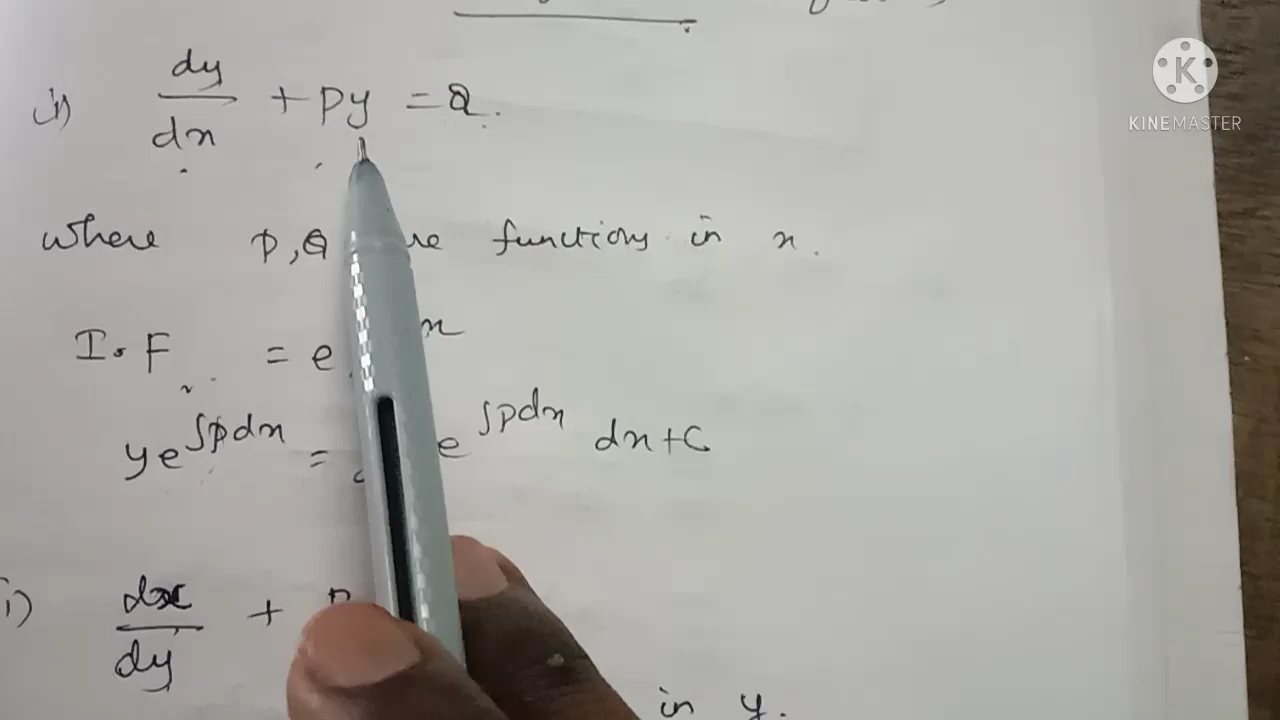 i) dy/dx + Py = Q.
KINEMASTER
where P, Q functions in x.
I.F = e x
ye^∫pdx = e^∫pdx dx+C
i) dx/dy +
in y.